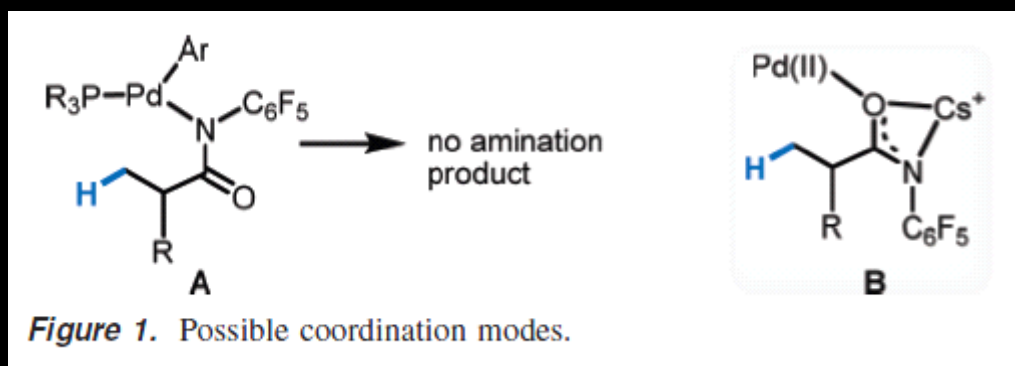 Ar
R3P–Pd
C6F5
N
H
O
R
A
no amination
product
Pd(II)
O
Cs+
H
N
R
C6F5
B
Figure 1. Possible coordination modes.